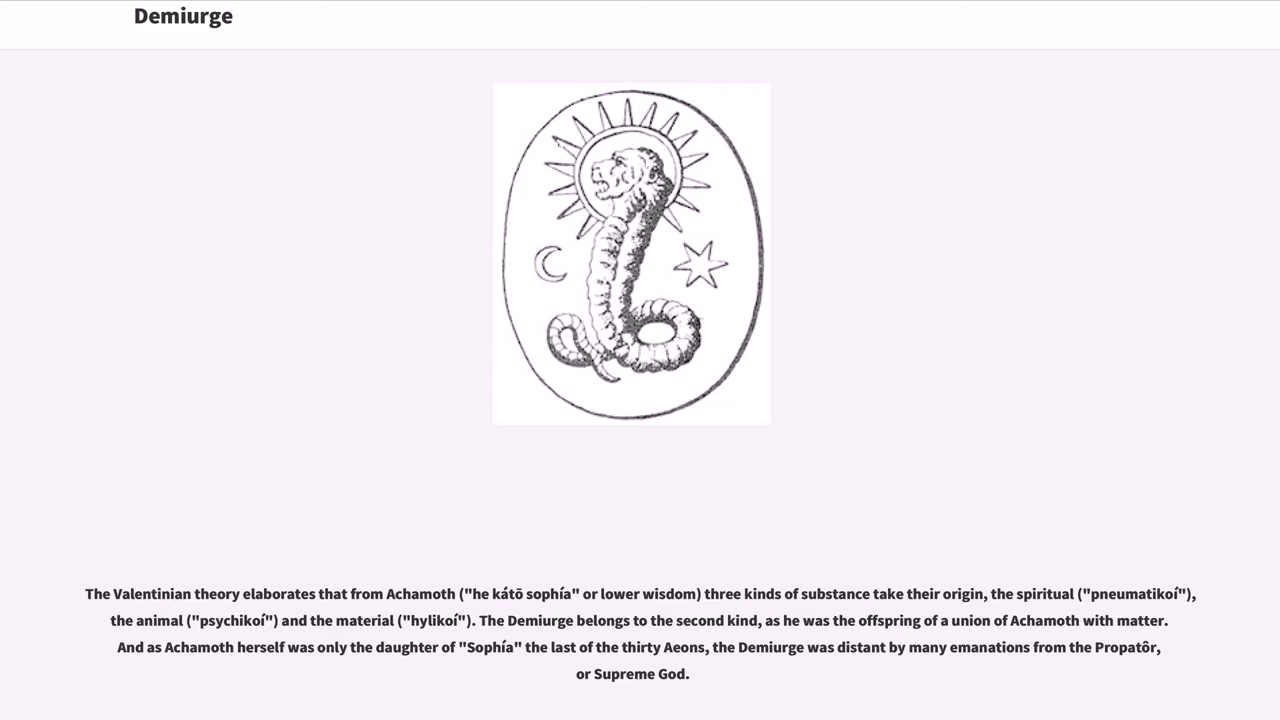 Demiurge
The Valentinian theory elaborates that from Achamoth ("he kátō sophía" or lower wisdom) three kinds of substance take their origin, the spiritual ("pneumatikoí"),
the animal ("psychikoí") and the material ("hylikoí"). The Demiurge belongs to the second kind, as he was the offspring of a union of Achamoth with matter.
And as Achamoth herself was only the daughter of "Sophía" the last of the thirty Aeons, the Demiurge was distant by many emanations from the Propatôr,
or Supreme God.